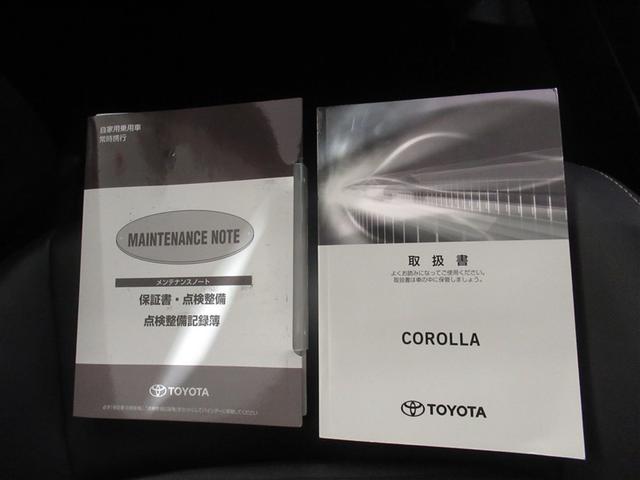 自家用乗用車
常時携行
MAINTENANCE NOTE
メンテナンスノート
保証書・点検整備
点検整備記録簿
TOYOTA
取扱書
よくお読みになってご使用ください。
取扱書は車の中に保管しましょう。
COROLLA
TOYOTA